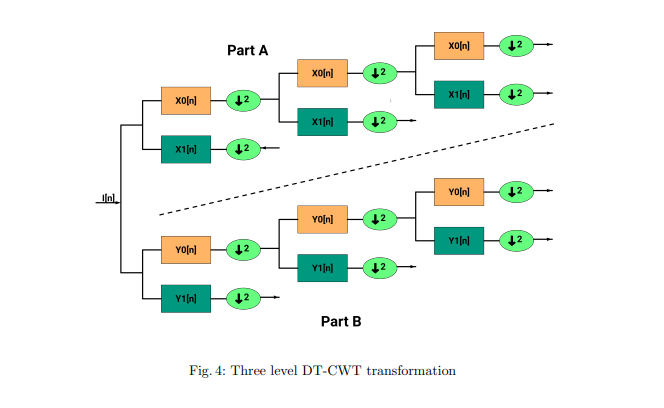 Part A
X0[n]
↓2
X0[n]
↓2
X0[n]
↓2
X1[n]
↓2
X1[n]
↓2
X1[n]
↓2
I[n]
Y0[n]
↓2
Y0[n]
↓2
Y0[n]
↓2
Y1[n]
↓2
Y1[n]
↓2
Y1[n]
↓2
Part B
Fig. 4: Three level DT-CWT transformation